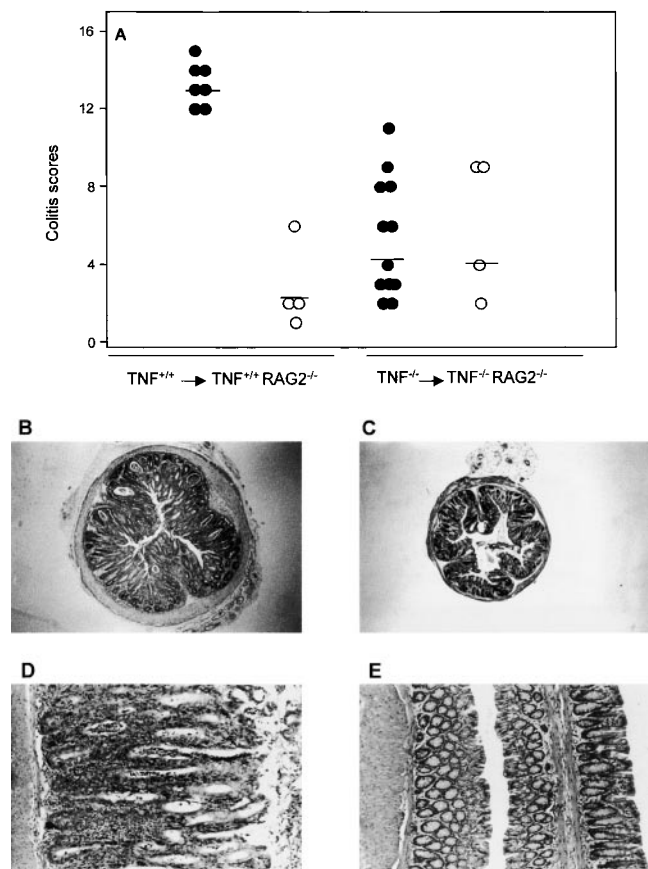 A
16
12
8
4
0
Colitis scores
TNF+/+ → TNF+/+ RAG2-/-
TNF-/- → TNF-/- RAG2-/-
B
C
D
E